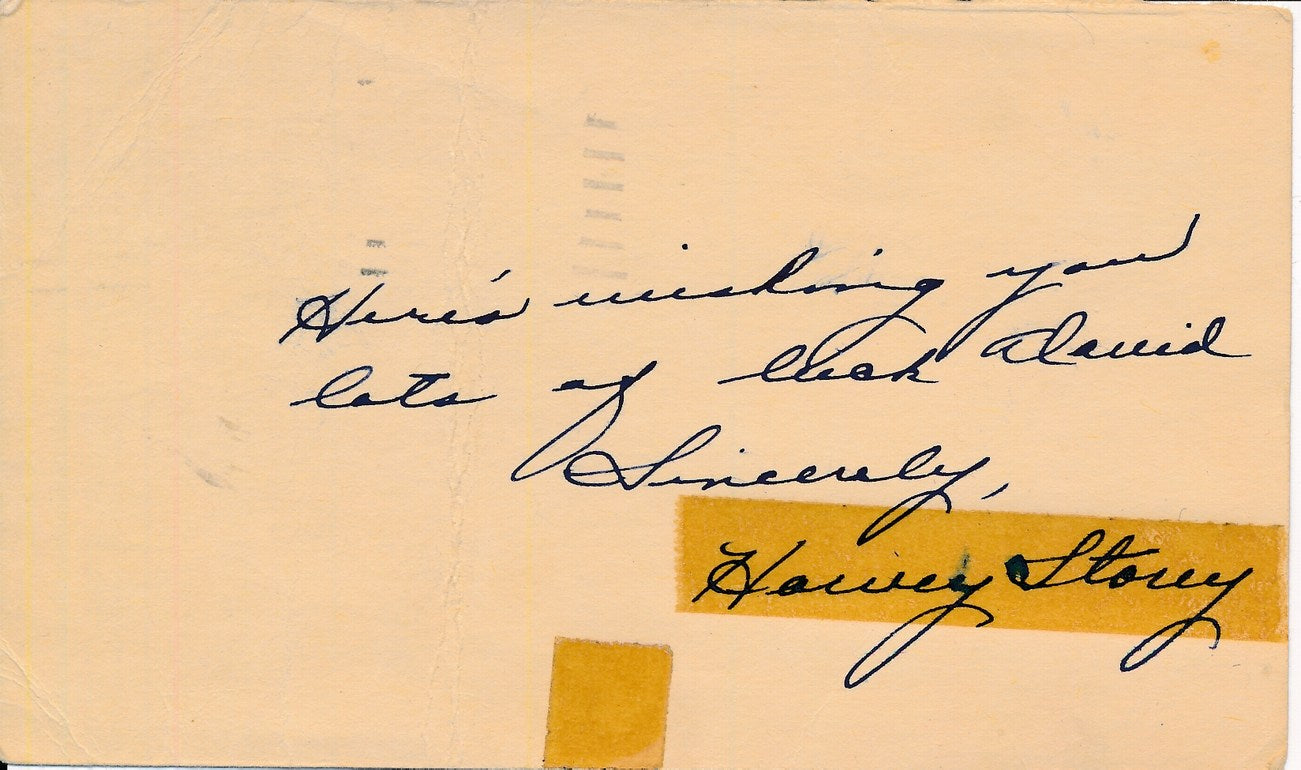 Here's wishing you
lots of luck David
Sincerely,
Harvey Storey